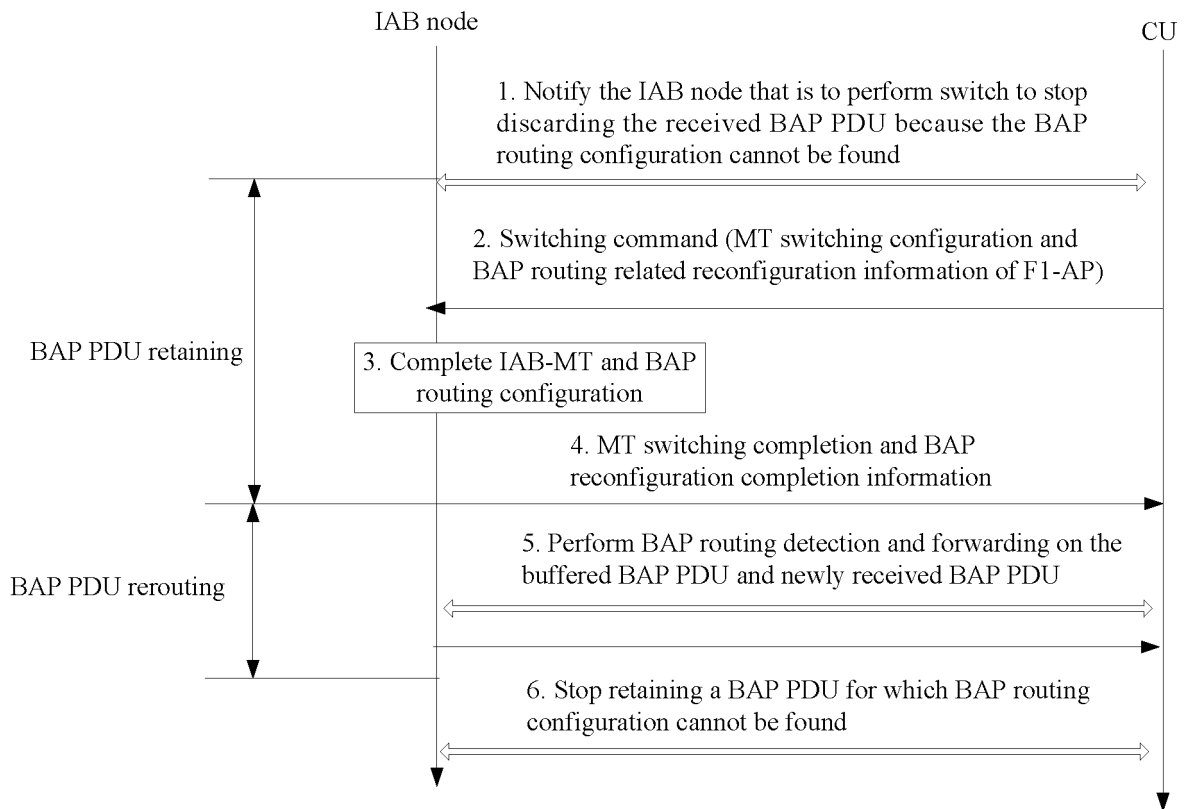 IAB node
CU
1. Notify the IAB node that is to perform switch to stop
discarding the received BAP PDU because the BAP
routing configuration cannot be found
2. Switching command (MT switching configuration and
BAP routing related reconfiguration information of F1-AP)
BAP PDU retaining
3. Complete IAB-MT and BAP
routing configuration
4. MT switching completion and BAP
reconfiguration completion information
5. Perform BAP routing detection and forwarding on the
buffered BAP PDU and newly received BAP PDU
BAP PDU rerouting
6. Stop retaining a BAP PDU for which BAP routing
configuration cannot be found